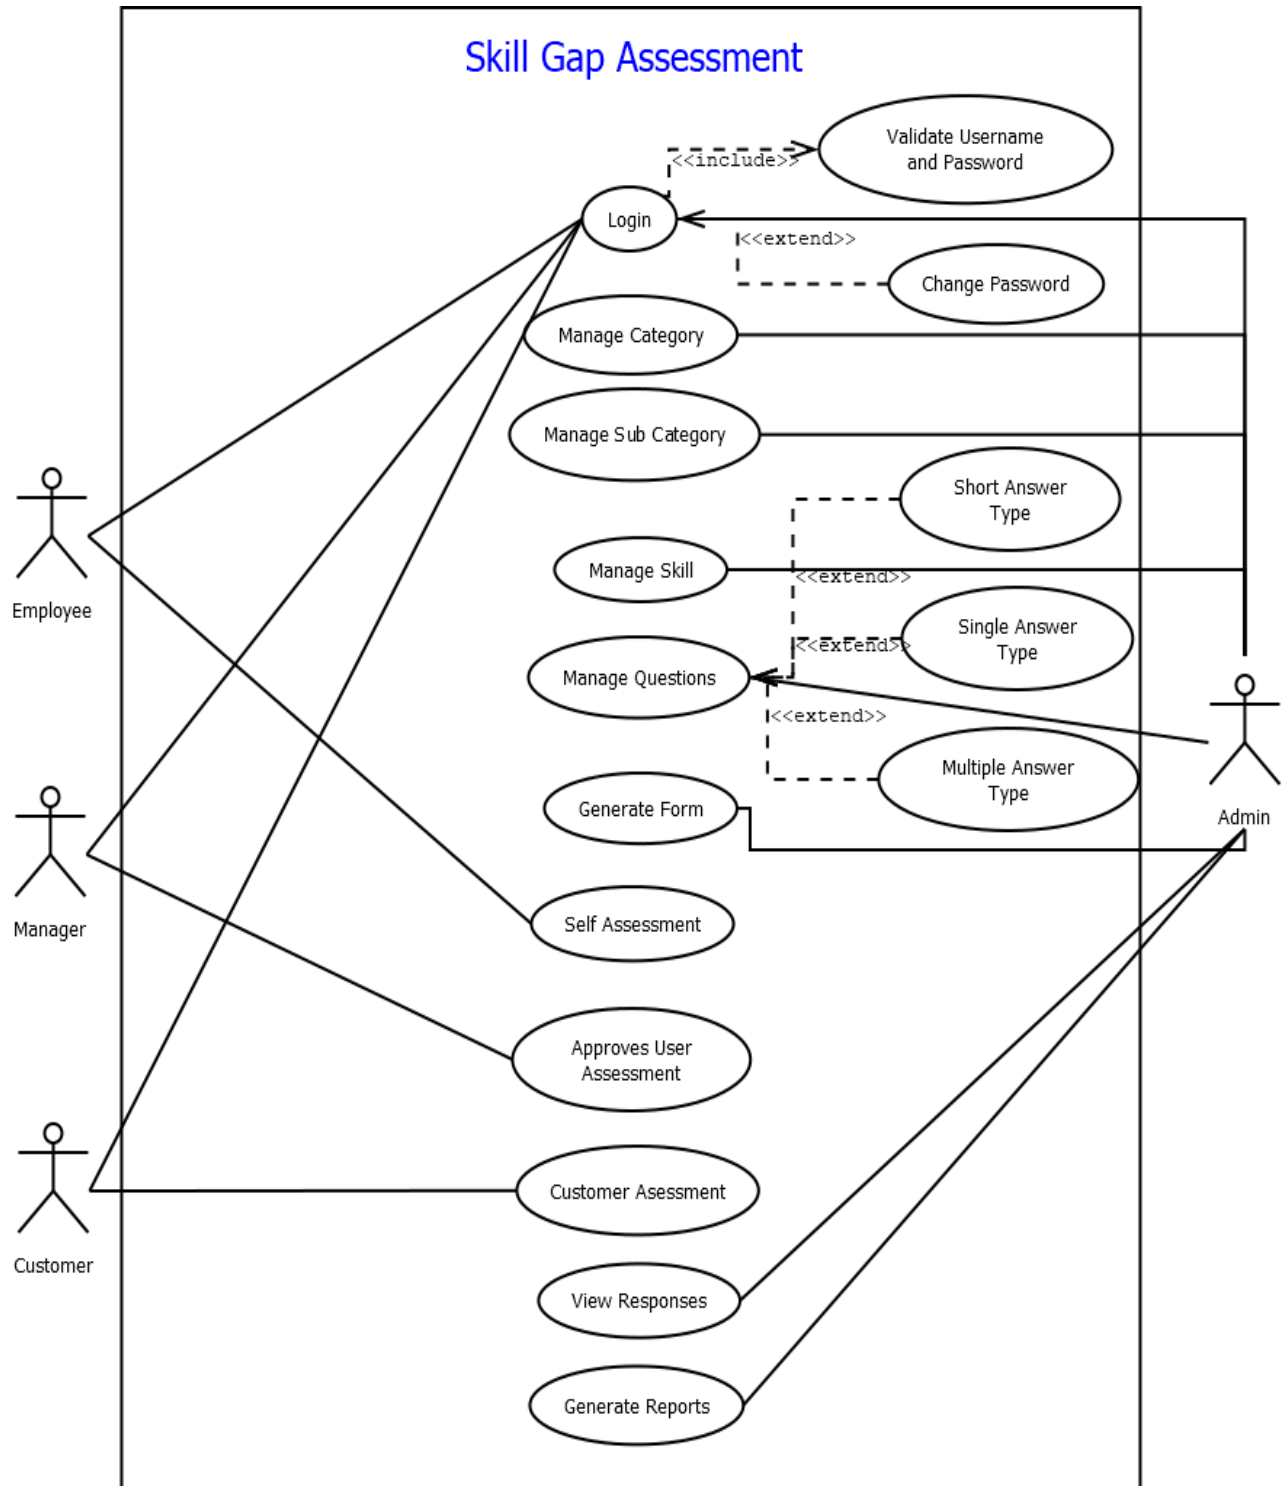 Skill Gap Assessment
Validate Username
and Password
<<include>>
Login
<<extend>>
Change Password
Manage Category
Manage Sub Category
Short Answer
Type
Manage Skill
<<extend>>
Employee
Single Answer
Type
<<extend>>
Manage Questions
<<extend>>
Multiple Answer
Type
Generate Form
Admin
Self Assessment
Manager
Approves User
Assessment
Customer Asessment
Customer
View Responses
Generate Reports